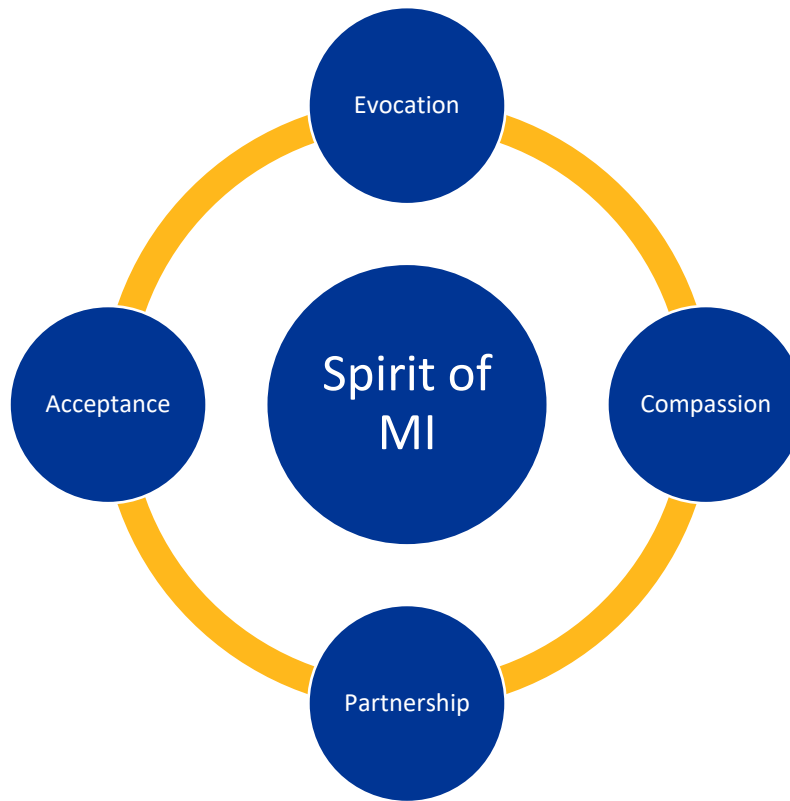 Evocation
Acceptance
Spirit of
MI
Compassion
Partnership